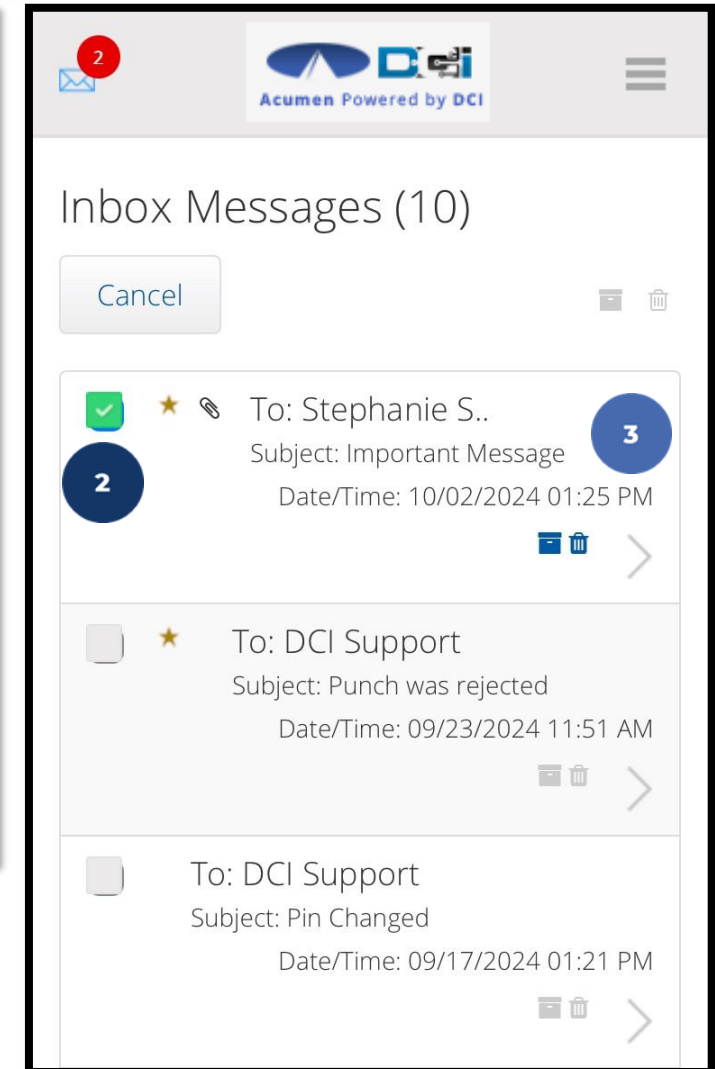 2
DCI
Acumen Powered by DCI
Inbox Messages (10)
Cancel
To: Stephanie S..
3
Subject: Important Message
2
Date/Time: 10/02/2024 01:25 PM
To: DCI Support
Subject: Punch was rejected
Date/Time: 09/23/2024 11:51 AM
To: DCI Support
Subject: Pin Changed
Date/Time: 09/17/2024 01:21 PM